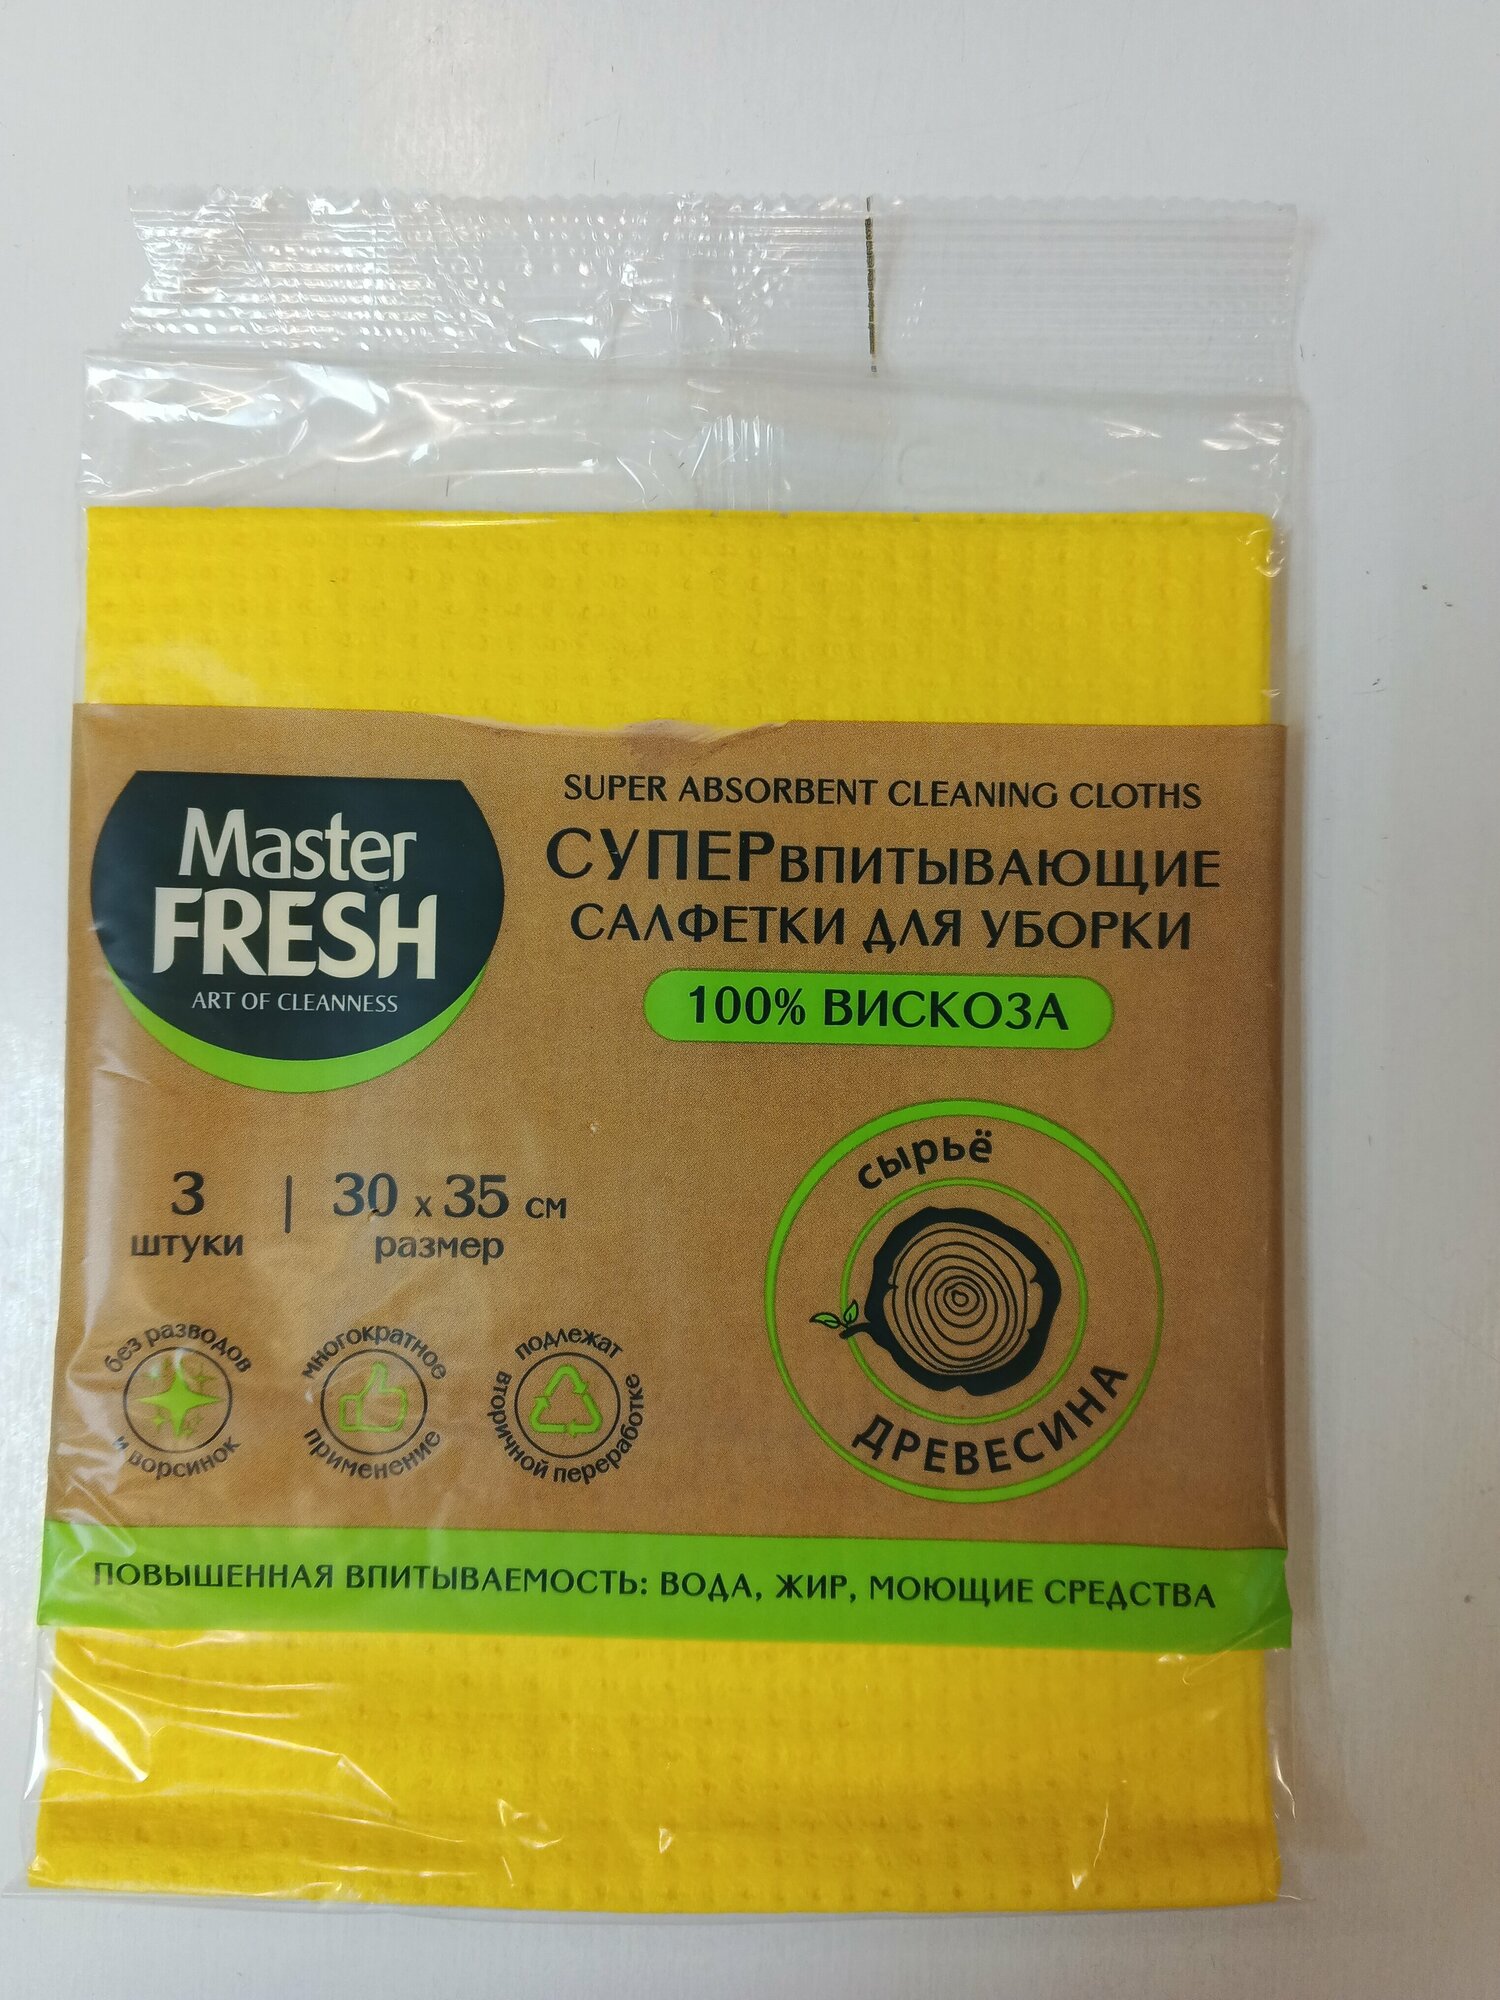 Master
FRESH
ART OF CLEANNESS
SUPER ABSORBENT CLEANING CLOTHS
СУПЕРВПИТЫВАЮЩИЕ
САЛФЕТКИ ДЛЯ УБОРКИ
100% ВИСКОЗА
3
штуки
30 х 35 см
размер
сырьё
ДРЕВЕСИНА
без разводов
и ворсинок
многократное
применение
подлежат
вторичной переработке
ПОВЫШЕННАЯ ВПИТЫВАЕМОСТЬ: ВОДА, ЖИР, МОЮЩИЕ СРЕДСТВА